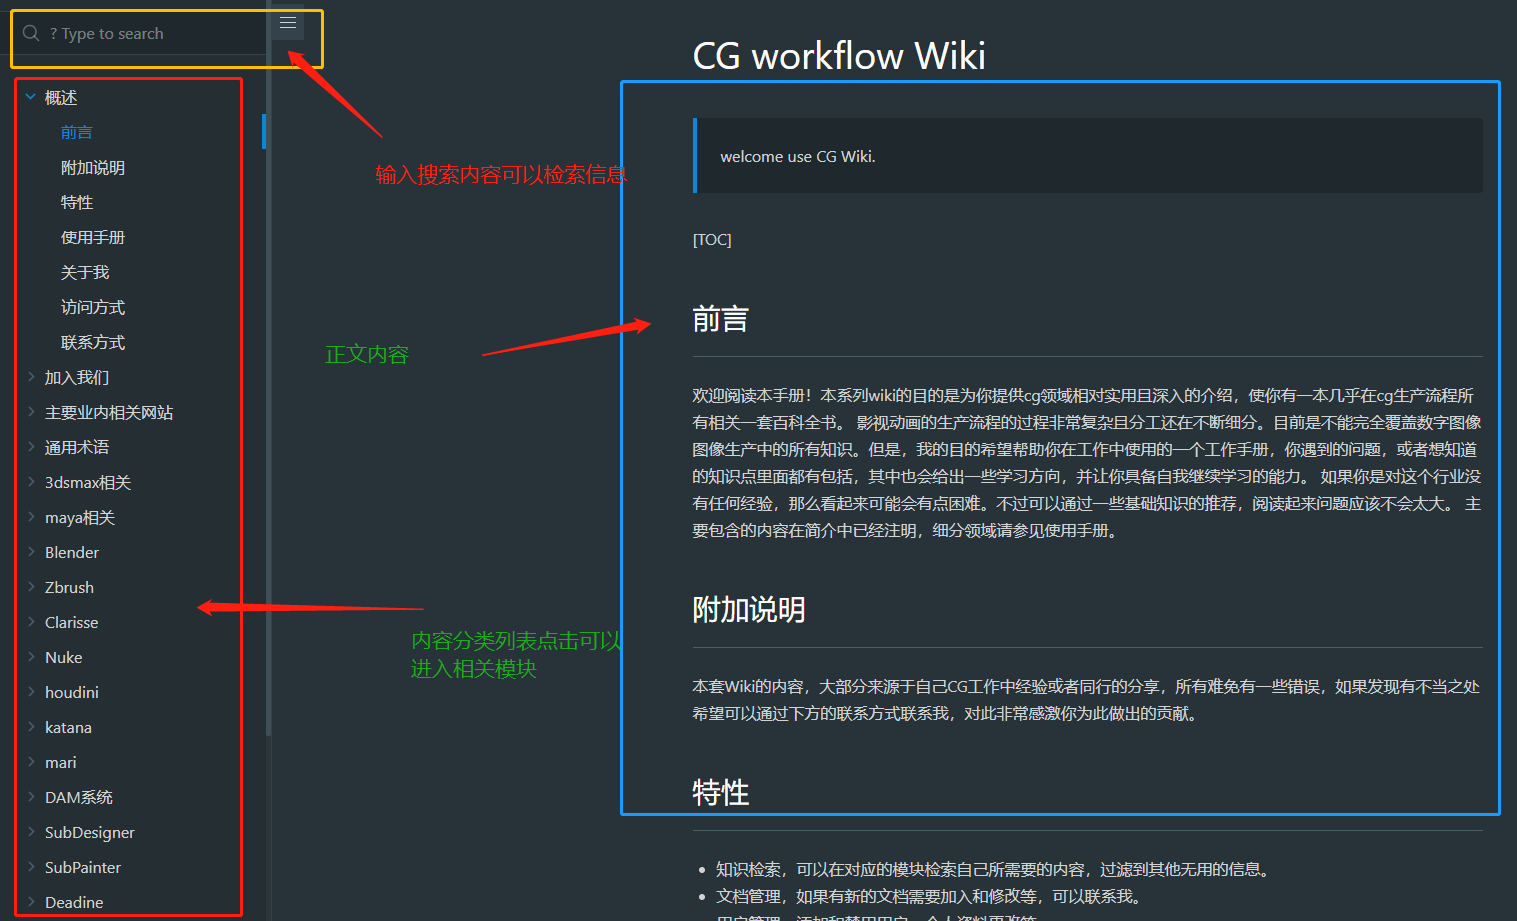 ? Type to search
概述
前言
附加说明
特性
使用手册
关于我
访问方式
联系方式
加入我们
主要业内相关网站
通用术语
3dsmax相关
maya相关
Blender
Zbrush
Clarisse
Nuke
houdini
katana
mari
DAM系统
SubDesigner
SubPainter
Deadine
输入搜索内容可以检索信息
正文内容
内容分类列表点击可以
进入相关模块
CG workflow Wiki
welcome use CG Wiki.
[TOC]
前言
欢迎阅读本手册！本系列wiki的目的是为你提供cg领域相对实用且深入的介绍，使你有一本几乎在cg生产流程所
有相关一套百科全书。 影视动画的生产流程的过程非常复杂且分工还在不断细分。目前是不能完全覆盖数字图像
图像生产中的所有知识。但是，我的目的希望帮助你在工作中使用的一个工作手册，你遇到的问题，或者想知道
的知识点里面都有包括，其中也会给出一些学习方向，并让你具备自我继续学习的能力。 如果你是对这个行业没
有任何经验，那么看起来可能会有点困难。不过可以通过一些基础知识的推荐，阅读起来问题应该不会太大。 主
要包含的内容在简介中已经注明，细分领域请参见使用手册。
附加说明
本套Wiki的内容，大部分来源于自己CG工作中经验或者同行的分享，所有难免有一些错误，如果发现有不当之处
希望可以通过下方的联系方式联系我，对此非常感激你为此做出的贡献。
特性
知识检索，可以在对应的模块检索自己所需要的内容，过滤到其他无用的信息。
文档管理，如果有新的文档需要加入和修改等，可以联系我。